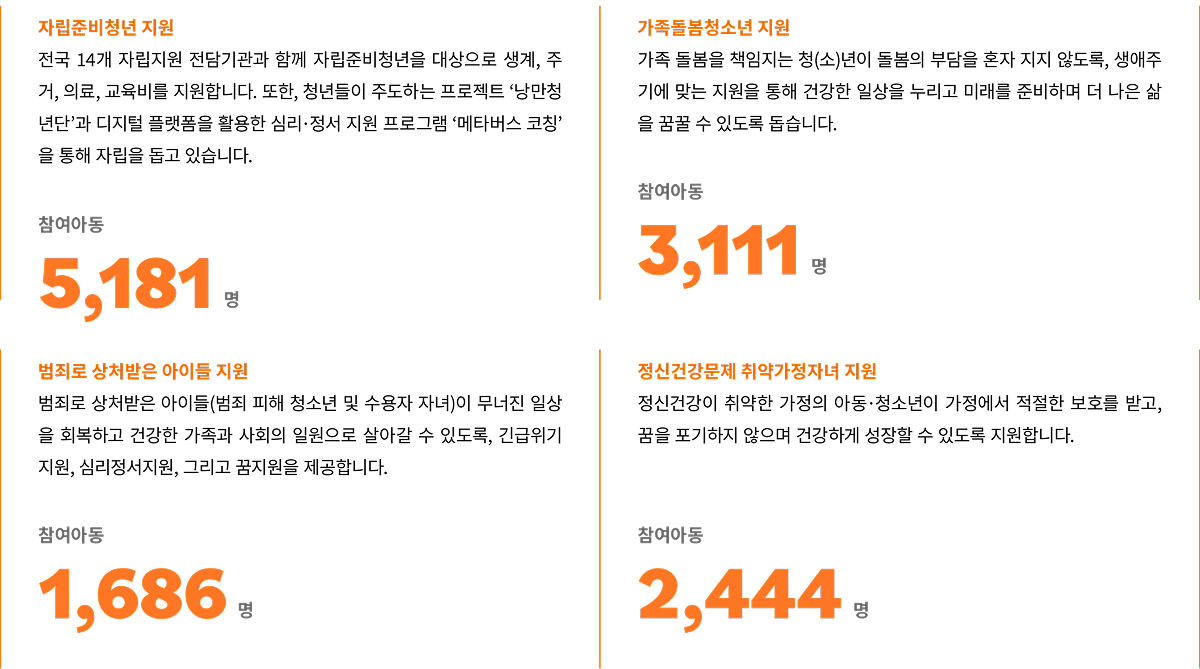 자립준비청년 지원
전국 14개 자립지원 전담기관과 함께 자립준비청년을 대상으로 생계, 주
거, 의료, 교육비를 지원합니다. 또한, 청년들이 주도하는 프로젝트 ‘낭만청
년단’과 디지털 플랫폼을 활용한 심리·정서 지원 프로그램 ‘메타버스 코칭’
을 통해 자립을 돕고 있습니다.
참여아동
5,181 명
가족돌봄청소년 지원
가족 돌봄을 책임지는 청(소)년이 돌봄의 부담을 혼자 지지 않도록, 생애주
기에 맞는 지원을 통해 건강한 일상을 누리고 미래를 준비하며 더 나은 삶
을 꿈꿀 수 있도록 돕습니다.
참여아동
3,111 명
범죄로 상처받은 아이들 지원
범죄로 상처받은 아이들(범죄 피해 청소년 및 수용자 자녀)이 무너진 일상
을 회복하고 건강한 가족과 사회의 일원으로 살아갈 수 있도록, 긴급위기
지원, 심리정서지원, 그리고 꿈지원을 제공합니다.
참여아동
1,686 명
정신건강문제 취약가정자녀 지원
정신건강이 취약한 가정의 아동·청소년이 가정에서 적절한 보호를 받고,
꿈을 포기하지 않으며 건강하게 성장할 수 있도록 지원합니다.
참여아동
2,444 명